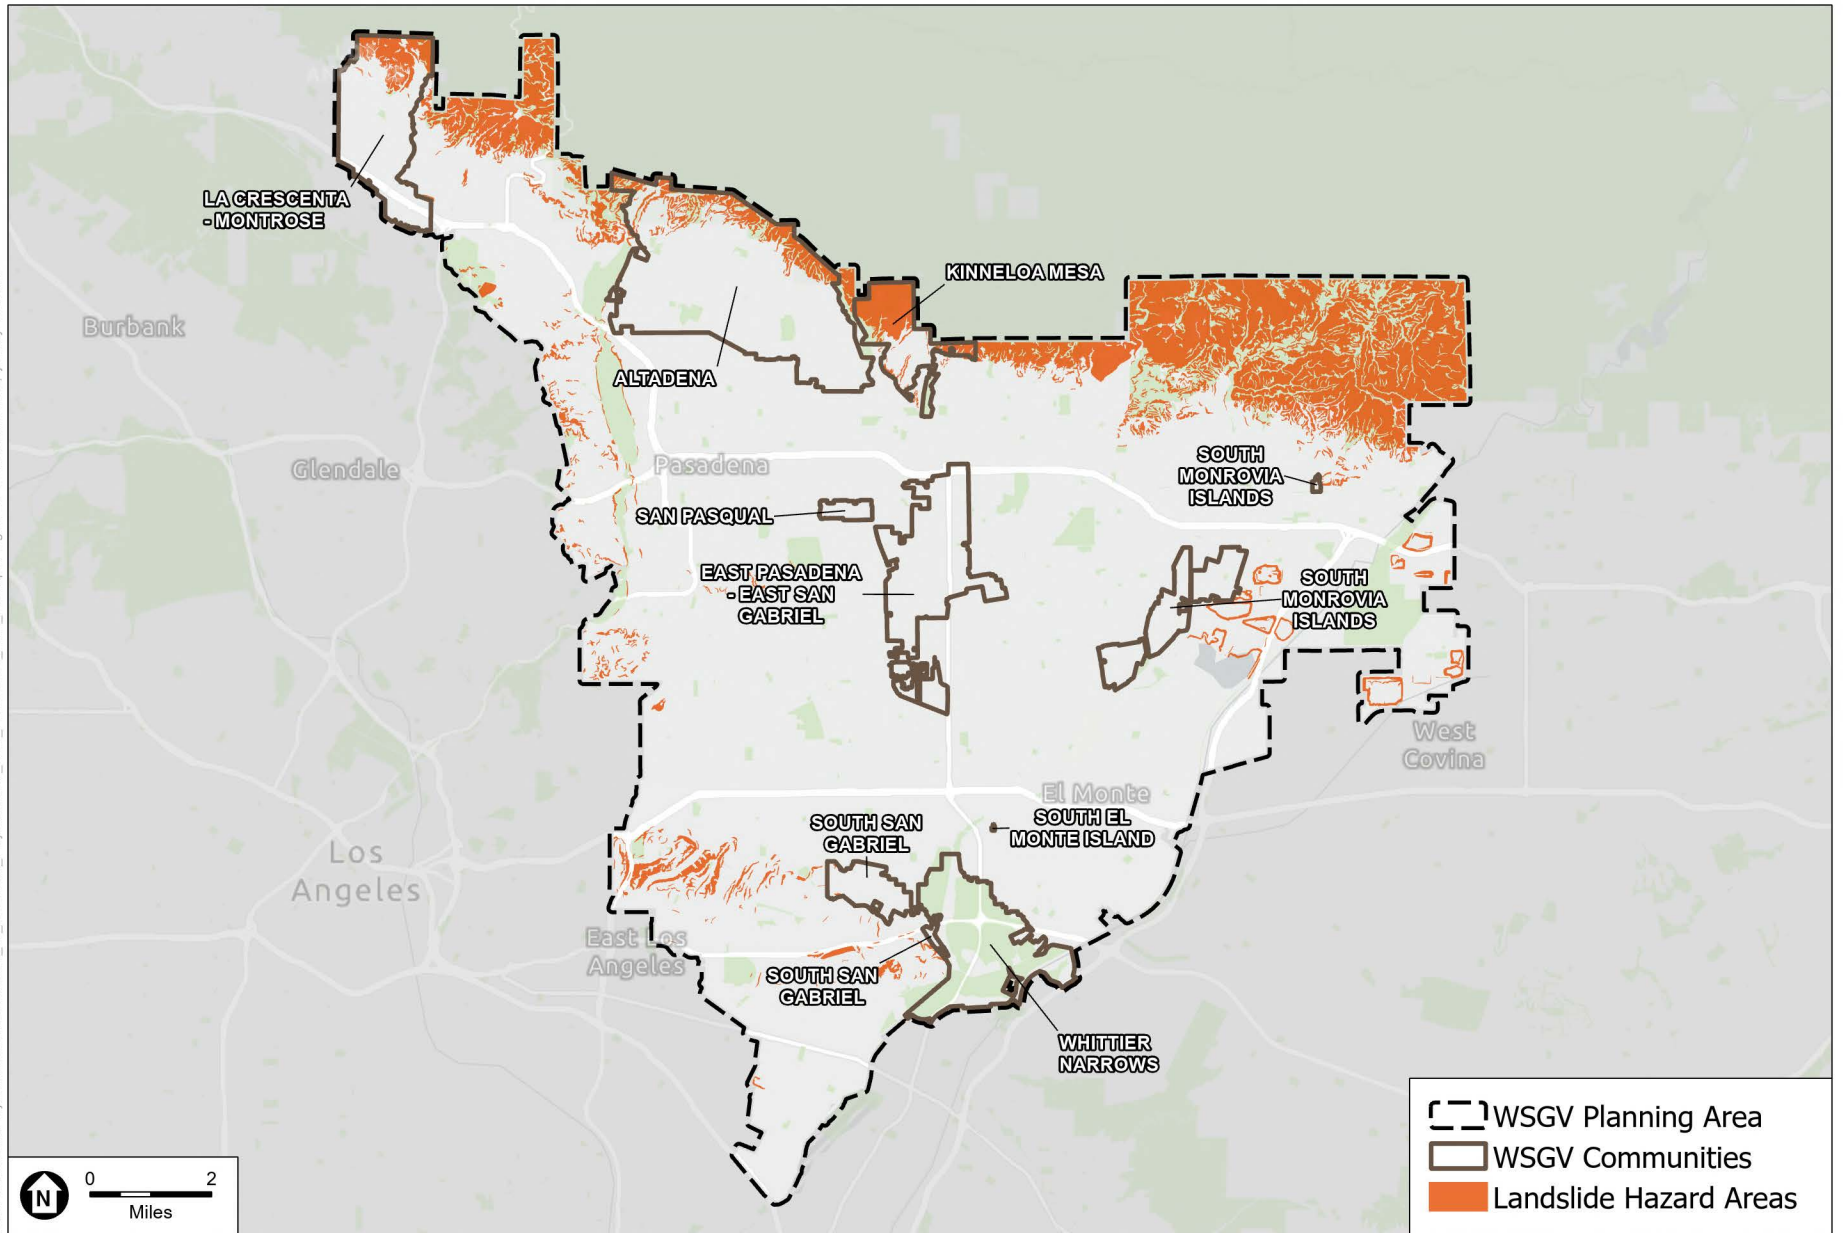 LA CRESCENTA
- MONTROSE
KINNELOA MESA
Burbank
ALTADENA
Glendale
Pasadena
SOUTH
MONROVIA
ISLANDS
SAN PASQUAL
EAST PASADENA
- EAST SAN
GABRIEL
SOUTH
MONROVIA
ISLANDS
West
Covina
El Monte
SOUTH EL
MONTE ISLAND
SOUTH SAN
GABRIEL
Los
Angeles
East Los
Angeles
SOUTH SAN
GABRIEL
WHITTIER
NARROWS
WSGV Planning Area
WSGV Communities
Landslide Hazard Areas
N
0 2
Miles